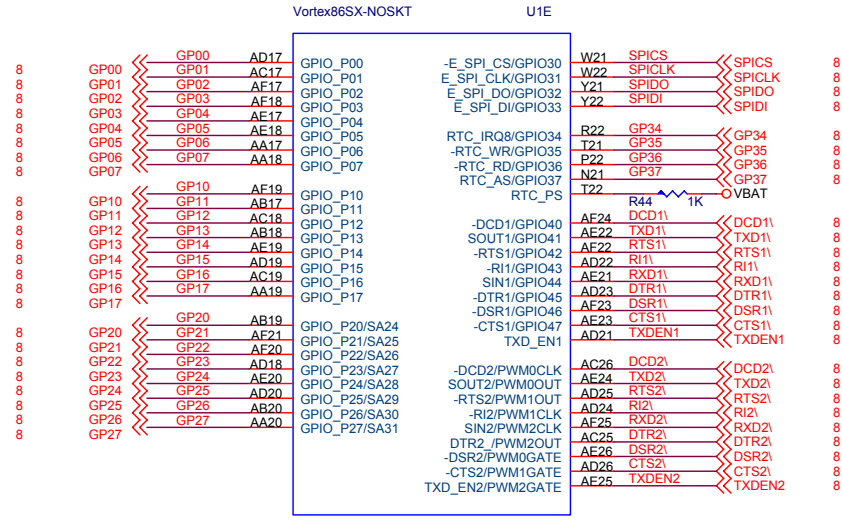 Vortex86SX-NOSKT U1E
8 GP00 GP00 AD17 GPIO_P00
8 GP01 GP01 AC17 GPIO_P01
8 GP02 GP02 AF17 GPIO_P02
8 GP03 GP03 AF18 GPIO_P03
8 GP04 GP04 AE17 GPIO_P04
8 GP05 GP05 AE18 GPIO_P05
8 GP06 GP06 AA17 GPIO_P06
8 GP07 GP07 AA18 GPIO_P07
8 GP10 GP10 AF19 GPIO_P10
8 GP11 GP11 AB17 GPIO_P11
8 GP12 GP12 AC18 GPIO_P12
8 GP13 GP13 AB18 GPIO_P13
8 GP14 GP14 AE19 GPIO_P14
8 GP15 GP15 AD19 GPIO_P15
8 GP16 GP16 AC19 GPIO_P16
8 GP17 GP17 AA19 GPIO_P17
8 GP20 GP20 AB19 GPIO_P20/SA24
8 GP21 GP21 AF21 GPIO_P21/SA25
8 GP22 GP22 AF20 GPIO_P22/SA26
8 GP23 GP23 AD18 GPIO_P23/SA27
8 GP24 GP24 AE20 GPIO_P24/SA28
8 GP25 GP25 AD20 GPIO_P25/SA29
8 GP26 GP26 AB20 GPIO_P26/SA30
8 GP27 GP27 AA20 GPIO_P27/SA31
-E_SPI_CS/GPIO30 W21 SPICS SPICS 8
E_SPI_CLK/GPIO31 W22 SPICLK SPICLK 8
E_SPI_DO/GPIO32 Y21 SPIDO SPIDO 8
E_SPI_DI/GPIO33 Y22 SPIDI SPIDI 8
RTC_IRQ8/GPIO34 R22 GP34 GP34 8
-RTC_WR/GPIO35 T21 GP35 GP35 8
-RTC_RD/GPIO36 P22 GP36 GP36 8
RTC_AS/GPIO37 N21 GP37 GP37 8
RTC_PS T22 R44 1K VBAT
-DCD1/GPIO40 AF24 DCD1\ DCD1\ 8
SOUT1/GPIO41 AE22 TXD1\ TXD1\ 8
-RTS1/GPIO42 AF22 RTS1\ RTS1\ 8
-RI1/GPIO43 AD22 RI1\ RI1\ 8
SIN1/GPIO44 AE21 RXD1\ RXD1\ 8
-DTR1/GPIO45 AD23 DTR1\ DTR1\ 8
-DSR1/GPIO46 AF23 DSR1\ DSR1\ 8
-CTS1/GPIO47 AE23 CTS1\ CTS1\ 8
TXD_EN1 AD21 TXDEN1 TXDEN1 8
-DCD2/PWM0CLK AC26 DCD2\ DCD2\ 8
SOUT2/PWM0OUT AE24 TXD2\ TXD2\ 8
-RTS2/PWM1OUT AD25 RTS2\ RTS2\ 8
-RI2/PWM1CLK AD24 RI2\ RI2\ 8
SIN2/PWM2CLK AF25 RXD2\ RXD2\ 8
DTR2_/PWM2OUT AC25 DTR2\ DTR2\ 8
-DSR2/PWM0GATE AE26 DSR2\ DSR2\ 8
-CTS2/PWM1GATE AD26 CTS2\ CTS2\ 8
TXD_EN2/PWM2GATE AE25 TXDEN2 TXDEN2 8